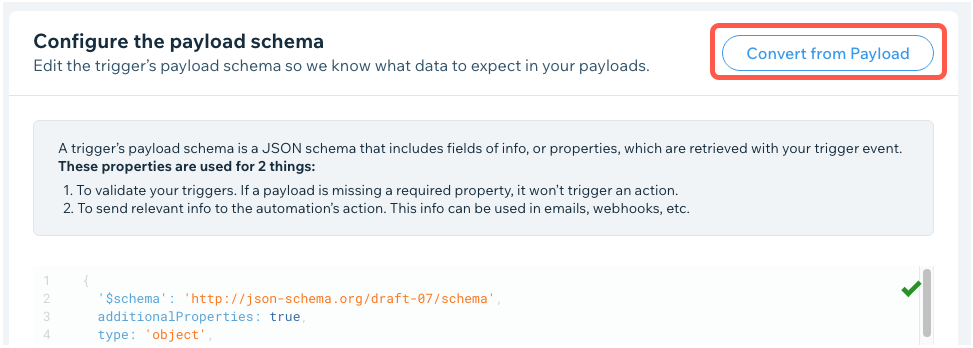 Configure the payload schema
Convert from Payload
Edit the trigger's payload schema so we know what data to expect in your payloads.
A trigger's payload schema is a JSON schema that includes fields of info, or properties, which are retrieved with your trigger event.
These properties are used for 2 things:
1. To validate your triggers. If a payload is missing a required property, it won't trigger an action.
2. To send relevant info to the automation's action. This info can be used in emails, webhooks, etc.
1 {
2 '$schema': 'http://json-schema.org/draft-07/schema',
3 additionalProperties: true,
4 type: 'object',